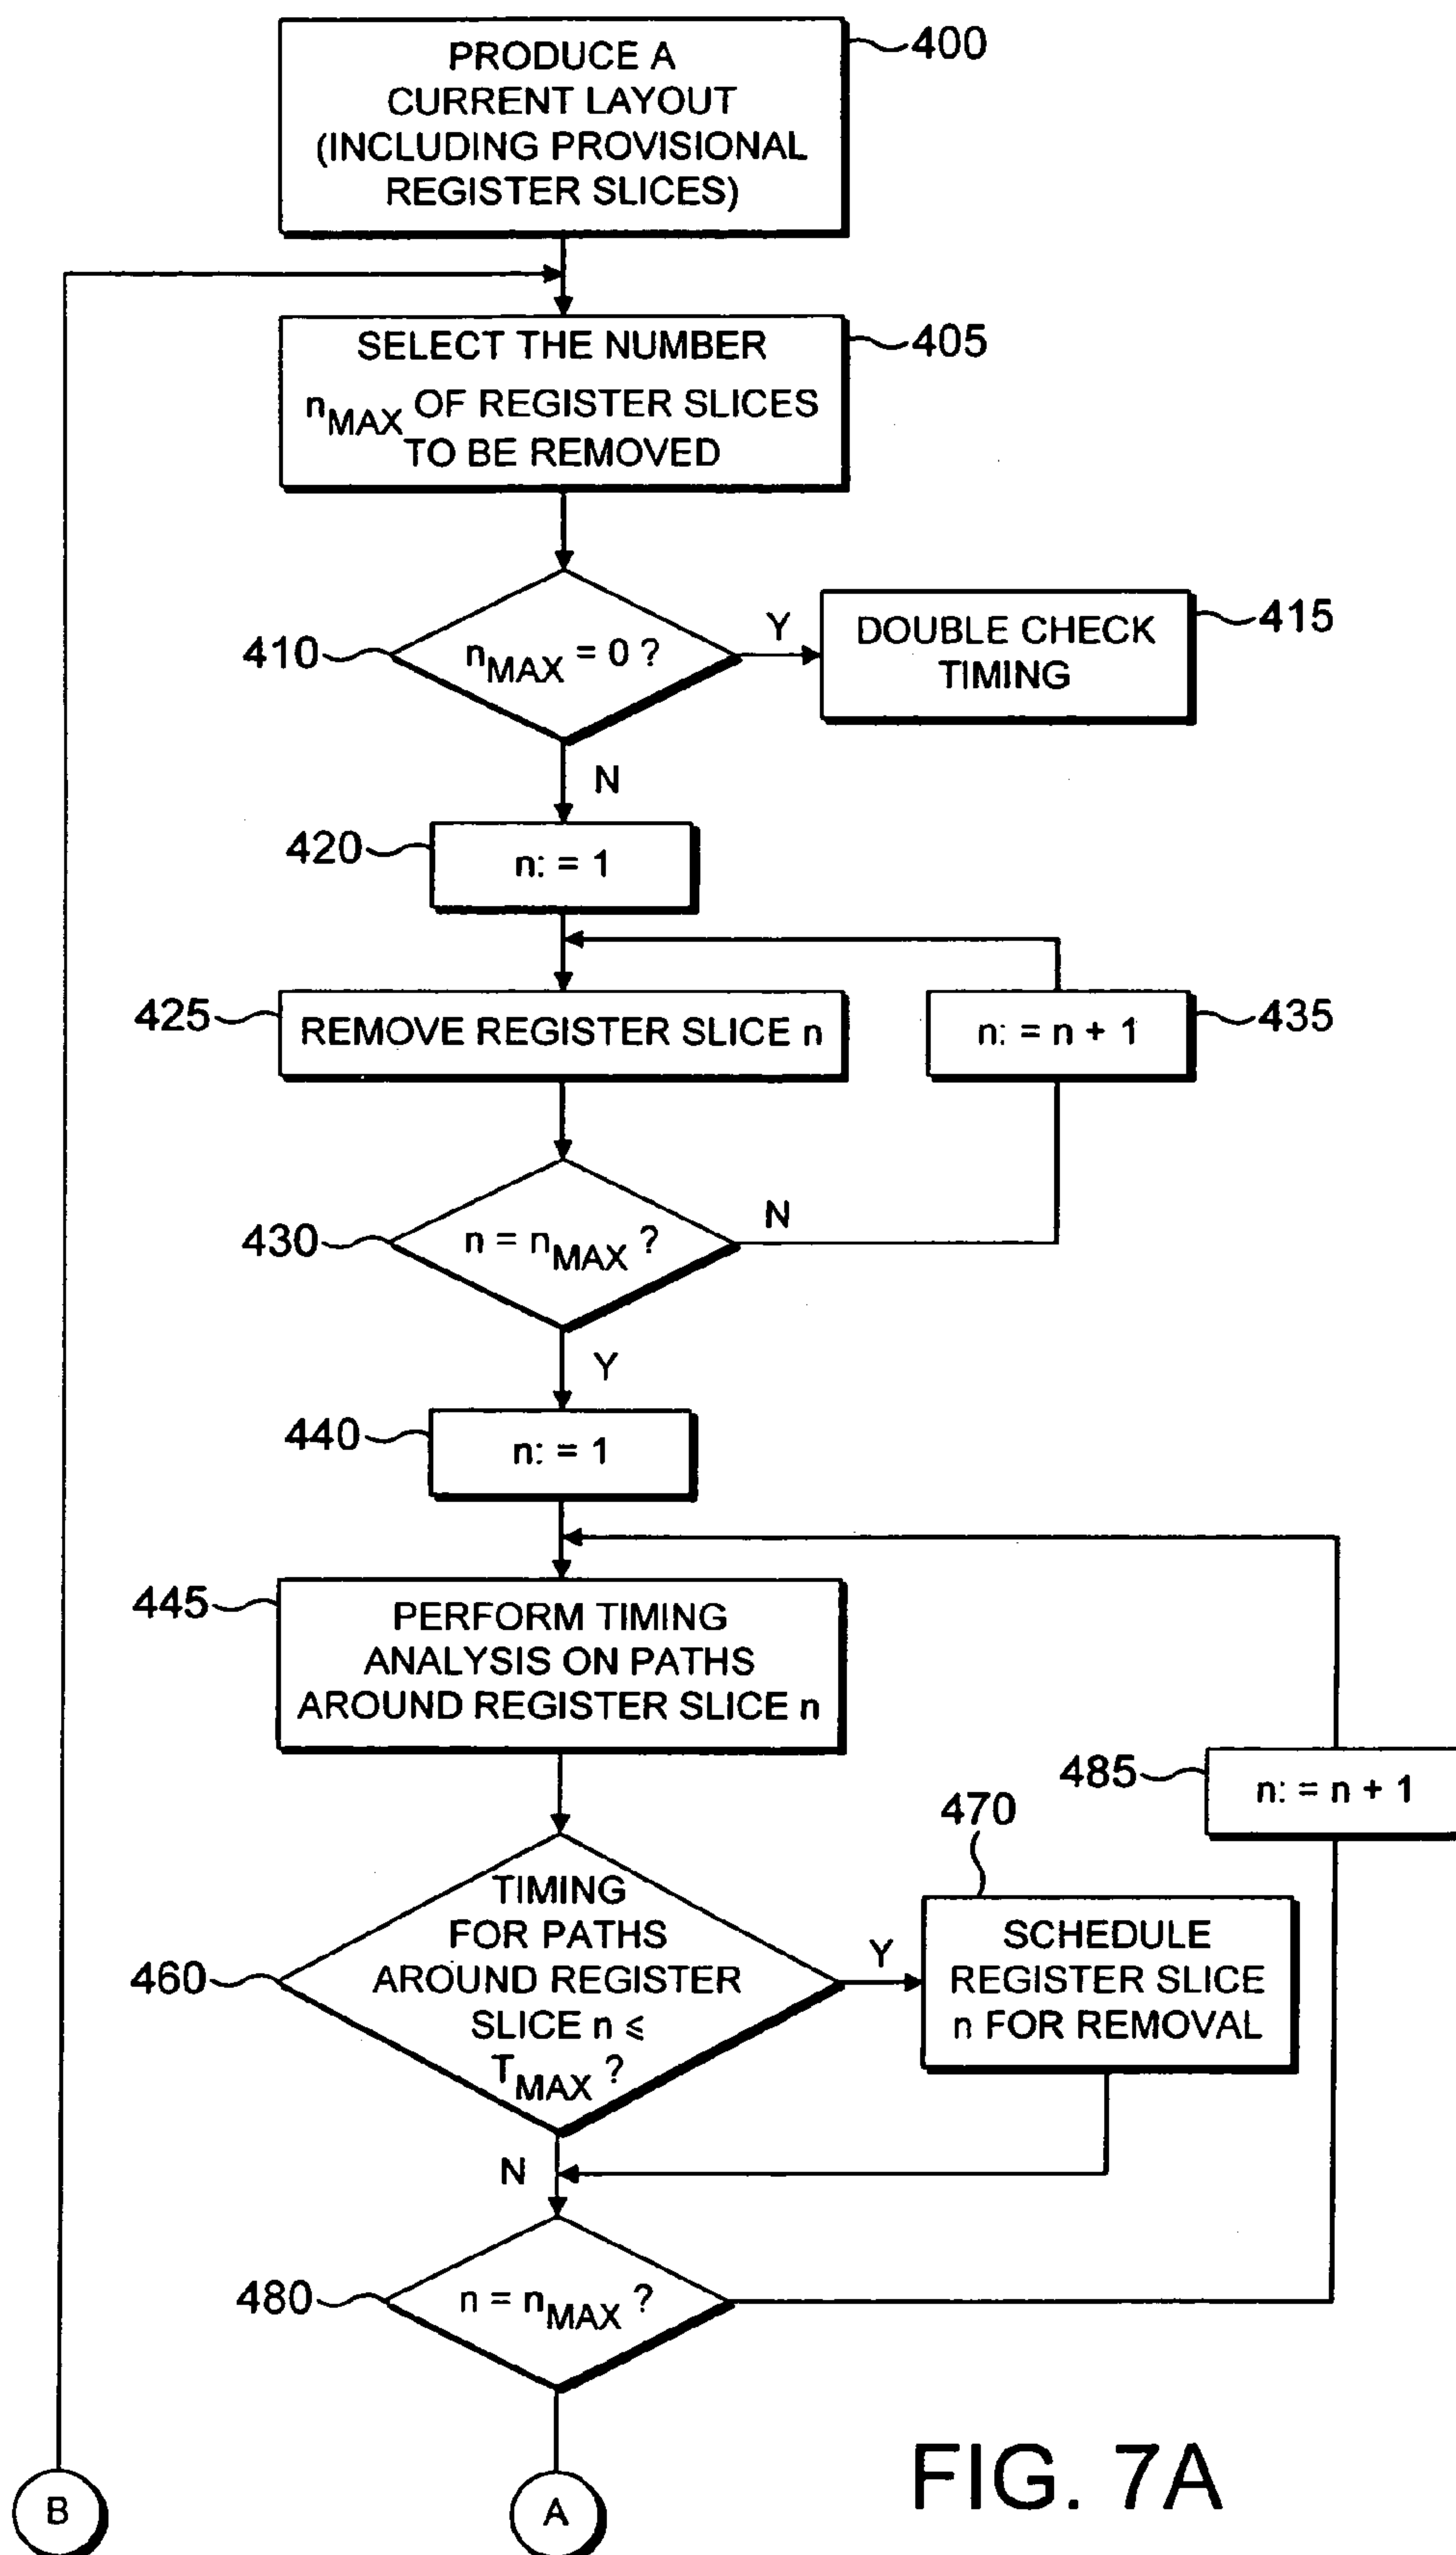 PRODUCE A
CURRENT LAYOUT
(INCLUDING PROVISIONAL
REGISTER SLICES)
400
SELECT THE NUMBER
nMAX OF REGISTER SLICES
TO BE REMOVED
405
410
nMAX = 0 ?
Y
DOUBLE CHECK
TIMING
415
N
420
n: = 1
425
REMOVE REGISTER SLICE n
n: = n + 1
435
430
n = nMAX ?
N
Y
440
n: = 1
445
PERFORM TIMING
ANALYSIS ON PATHS
AROUND REGISTER SLICE n
485
n: = n + 1
470
460
TIMING
FOR PATHS
AROUND REGISTER
SLICE n ≤
TMAX ?
Y
SCHEDULE
REGISTER SLICE
n FOR REMOVAL
N
480
n = nMAX ?
B
A
FIG. 7A